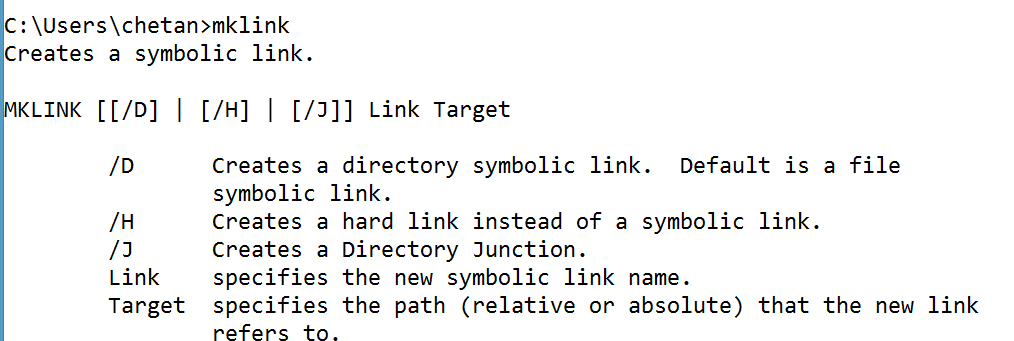 C:\Users\chetan>mklink
Creates a symbolic link.
MKLINK [[/D] | [/H] | [/J]] Link Target
/D      Creates a directory symbolic link.  Default is a file
symbolic link.
/H      Creates a hard link instead of a symbolic link.
/J      Creates a Directory Junction.
Link    specifies the new symbolic link name.
Target  specifies the path (relative or absolute) that the new link
refers to.